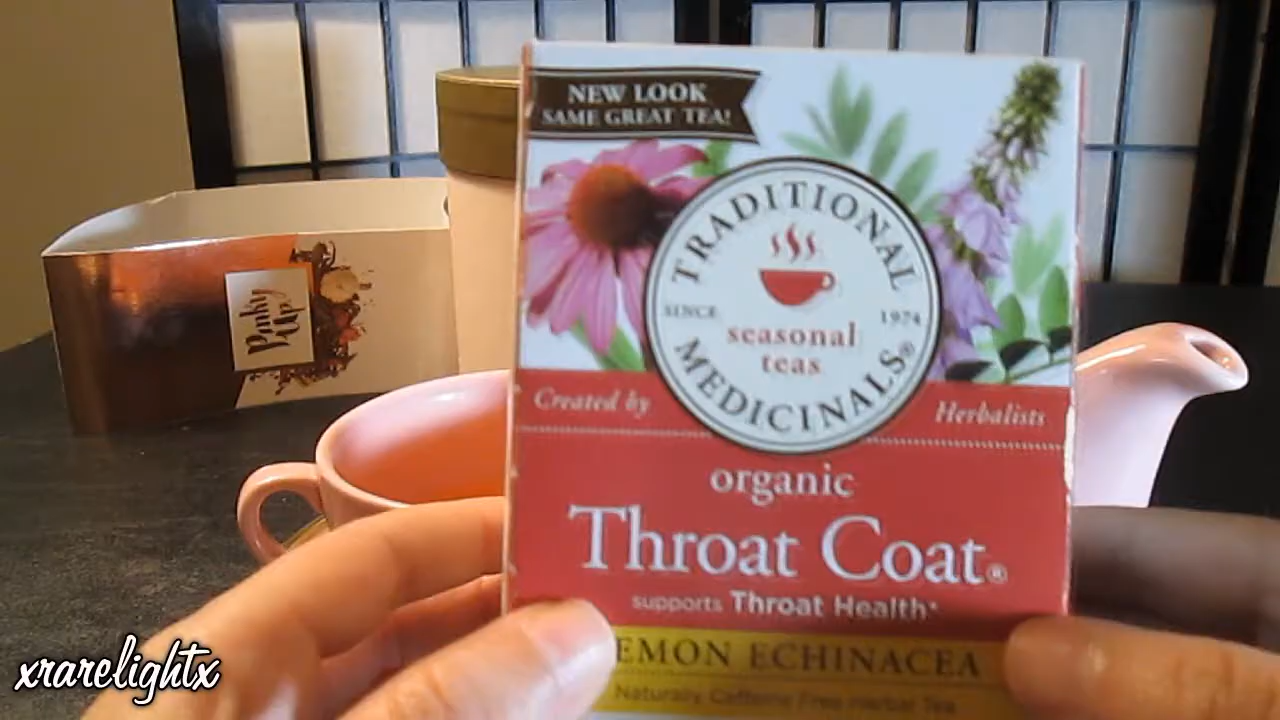 NEW LOOK
SAME GREAT TEA!
TRADITIONAL
SINCE 1974
seasonal
teas
MEDICINALS®
Created by Herbalists
organic
Throat Coat®
supports Throat Health*
EMON ECHINACEA
Naturally Caffeine Free Herbal Tea
Pinky
Up
xrarelightx